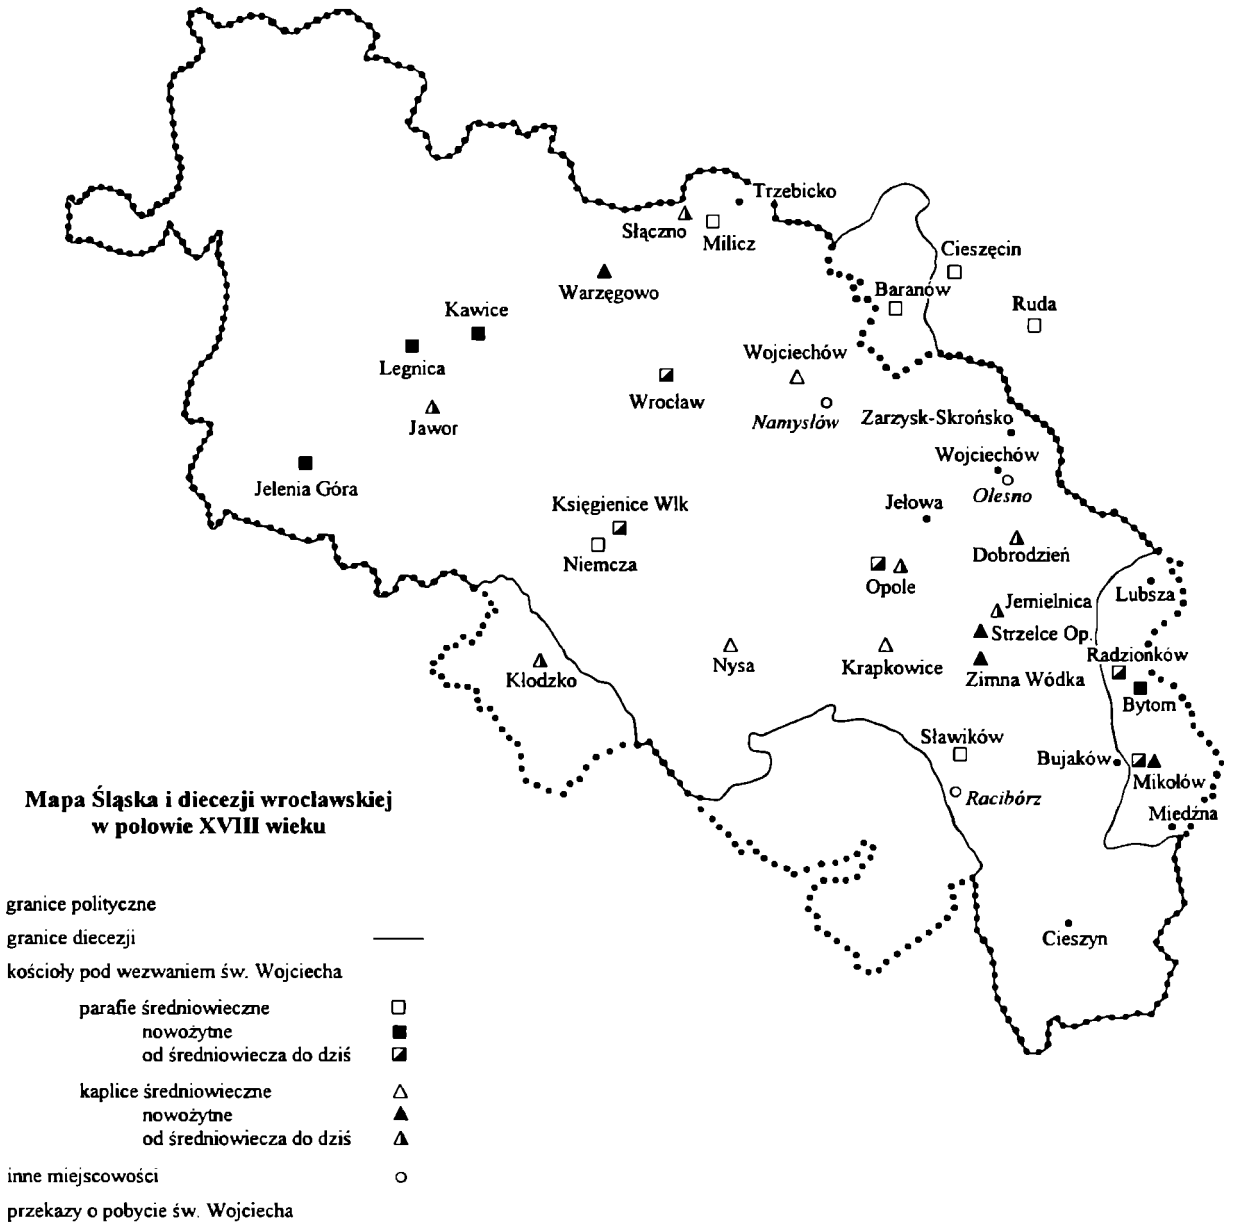 Trzebicko
Słączno
Milicz
Cieszęcin
Warzęgowo
Baranów
Ruda
Kawice
Legnica
Wojciechów
Wrocław
Namysłów
Zarzysk-Skrońsko
Jawor
Wojciechów
Jelenia Góra
Olesno
Księgienice Wlk
Jełowa
Niemcza
Dobrodzień
Opole
Lubsza
Jemielnica
Strzelce Op.
Radzionków
Kłodzko
Nysa
Krapkowice
Zimna Wódka
Bytom
Sławików
Bujaków
Mikołów
Racibórz
Miedźna
Cieszyn
Mapa Śląska i diecezji wrocławskiej
w połowie XVIII wieku
granice polityczne
granice diecezji
kościoły pod wezwaniem św. Wojciecha
parafie średniowieczne
nowożytne
od średniowiecza do dziś
kaplice średniowieczne
nowożytne
od średniowiecza do dziś
inne miejscowości
przekazy o pobycie św. Wojciecha